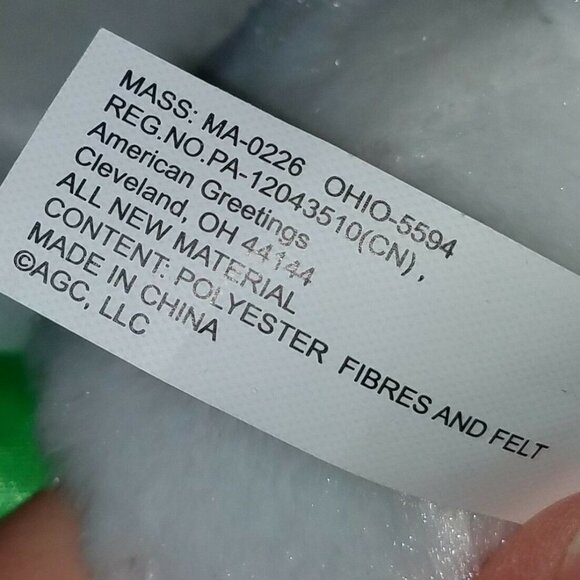 MASS: MA-0226 OHIO-5594
REG.NO.PA-12043510(CN) ,
American Greetings
Cleveland, OH 44144
ALL NEW MATERIAL
CONTENT: POLYESTER FIBRES AND FELT
MADE IN CHINA
©AGC, LLC